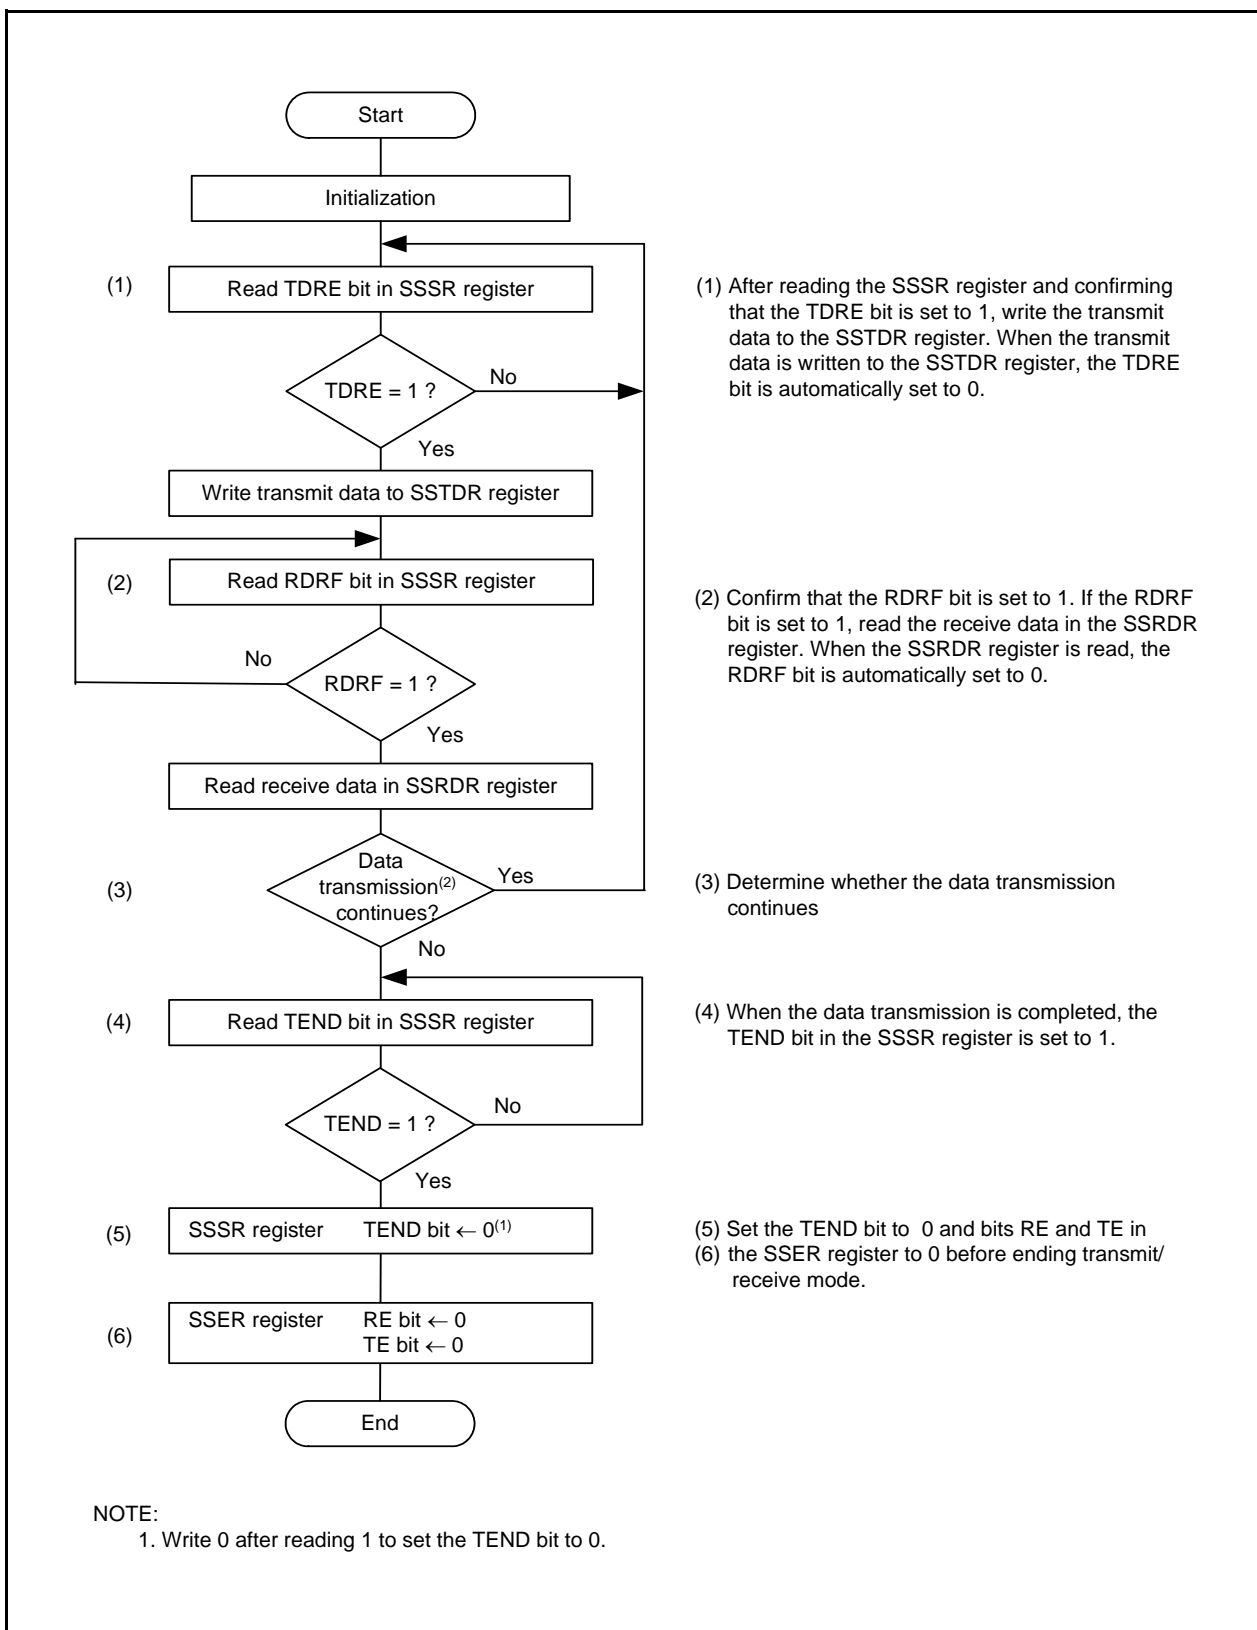 Start
Initialization
(1)
Read TDRE bit in SSSR register
(1) After reading the SSSR register and confirming
that the TDRE bit is set to 1, write the transmit
data to the SSTDR register. When the transmit
data is written to the SSTDR register, the TDRE
bit is automatically set to 0.
TDRE = 1 ?
No
Yes
Write transmit data to SSTDR register
(2)
Read RDRF bit in SSSR register
(2) Confirm that the RDRF bit is set to 1. If the RDRF
bit is set to 1, read the receive data in the SSRDR
register. When the SSRDR register is read, the
RDRF bit is automatically set to 0.
No
RDRF = 1 ?
Yes
Read receive data in SSRDR register
(3)
Data
transmission(2)
continues?
Yes
(3) Determine whether the data transmission
continues
No
(4)
Read TEND bit in SSSR register
(4) When the data transmission is completed, the
TEND bit in the SSSR register is set to 1.
TEND = 1 ?
No
Yes
(5)
SSSR register TEND bit ← 0(1)
(5) Set the TEND bit to 0 and bits RE and TE in
(6) the SSER register to 0 before ending transmit/
receive mode.
(6)
SSER register RE bit ← 0
TE bit ← 0
End
NOTE:
1. Write 0 after reading 1 to set the TEND bit to 0.